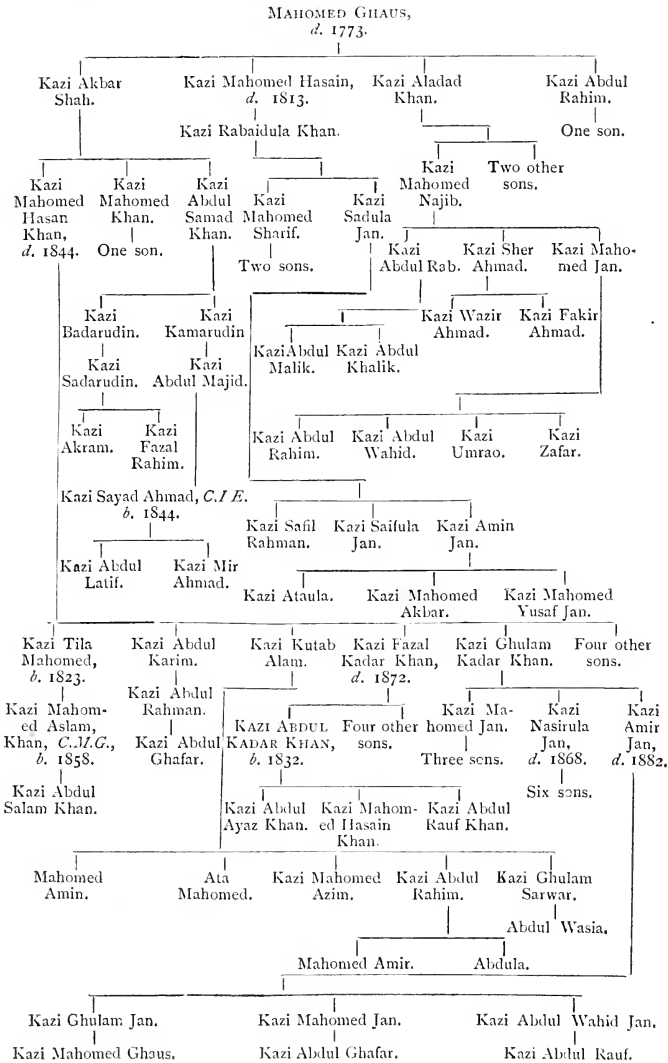 MAHOMED GHAUS,
d. 1773.
Kazi Akbar Kazi Mahomed Hasain, Kazi Aladad Kazi Abdul
Shah. d. 1813. Khan. Rahim.
Kazi Rabaidula Khan. One son.
Kazi Two other
Kazi Kazi Kazi Kazi Kazi Mahomed sons.
Mahomed Mahomed Abdul Mahomed Sadula Najib.
Hasan Khan. Samad Sharif. Jan.
Khan, Khan.
d. 1844. One son. Two sons.
Kazi Kazi Sher Kazi Maho-
Abdul Rab. Ahmad. med Jan.
Kazi Kazi Kazi Wazir Kazi Fakir
Badarudin. Kamarudin Ahmad. Ahmad.
Kazi Abdul Kazi Abdul
Malik. Khalik.
Kazi Kazi
Sadarudin. Abdul Majid.
Kazi Kazi
Akram. Fazal
Rahim.
Kazi Abdul Kazi Abdul Kazi Kazi
Rahim. Wahid. Umrao. Zafar.
Kazi Sayad Ahmad, C.I E.
b. 1844.
Kazi Safil Kazi Saifula Kazi Amin
Rahman. Jan. Jan.
Kazi Abdul Kazi Mir
Latif. Ahmad.
Kazi Ataula. Kazi Mahomed Kazi Mahomed
Akbar. Yusaf Jan.
Kazi Tila Kazi Abdul Kazi Kutab Kazi Fazal Kazi Ghulam Four other
Mahomed, Karim. Alam. Kadar Khan, Kadar Khan. sons.
b. 1823. d. 1872.
Kazi Abdul
Rahman.
Kazi Mahom- KAZI ABDUL Four other Kazi Ma- Kazi Kazi
ed Aslam, KADAR KHAN, sons. homed Jan. Nasirula Amir
Khan, C.M.G., Kazi Abdul b. 1832. Three sons. Jan, Jan,
b. 1858. Ghafar. d. 1868. d. 1882.
Kazi Abdul Six sons.
Salam Khan.
Kazi Abdul Kazi Mahom- Kazi Abdul
Ayaz Khan. ed Hasain Rauf Khan.
Khan.
Mahomed Ata Kazi Mahomed Kazi Abdul Kazi Ghulam
Amin. Mahomed. Azim. Rahim. Sarwar.
Abdul Wasia.
Mahomed Amir. Abdula.
Kazi Ghulam Jan. Kazi Mahomed Jan. Kazi Abdul Wahid Jan.
Kazi Mahomed Ghaus. Kazi Abdul Ghafar. Kazi Abdul Rauf.